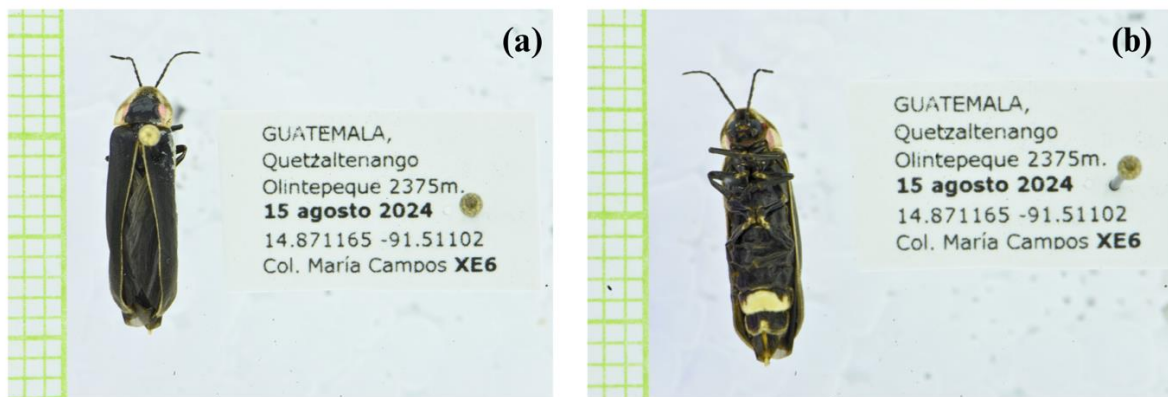 (a)
GUATEMALA,
Quetzaltenango
Olintepeque 2375m.
15 agosto 2024
14.871165 -91.51102
Col. María Campos XE6
(b)
GUATEMALA,
Quetzaltenango
Olintepeque 2375m.
15 agosto 2024
14.871165 -91.51102
Col. María Campos XE6